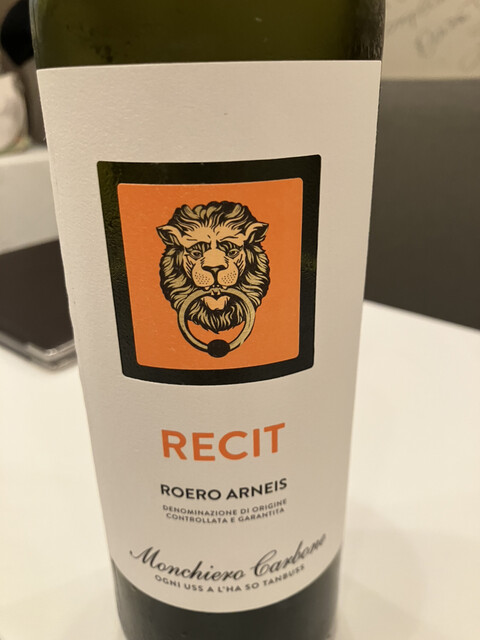 RECIT
ROERO ARNEIS
DENOMINAZIONE DI ORIGINE
CONTROLLATA E GARANTITA
Monchiero Carbone
OGNI USS A L'HA SO TANBUSS